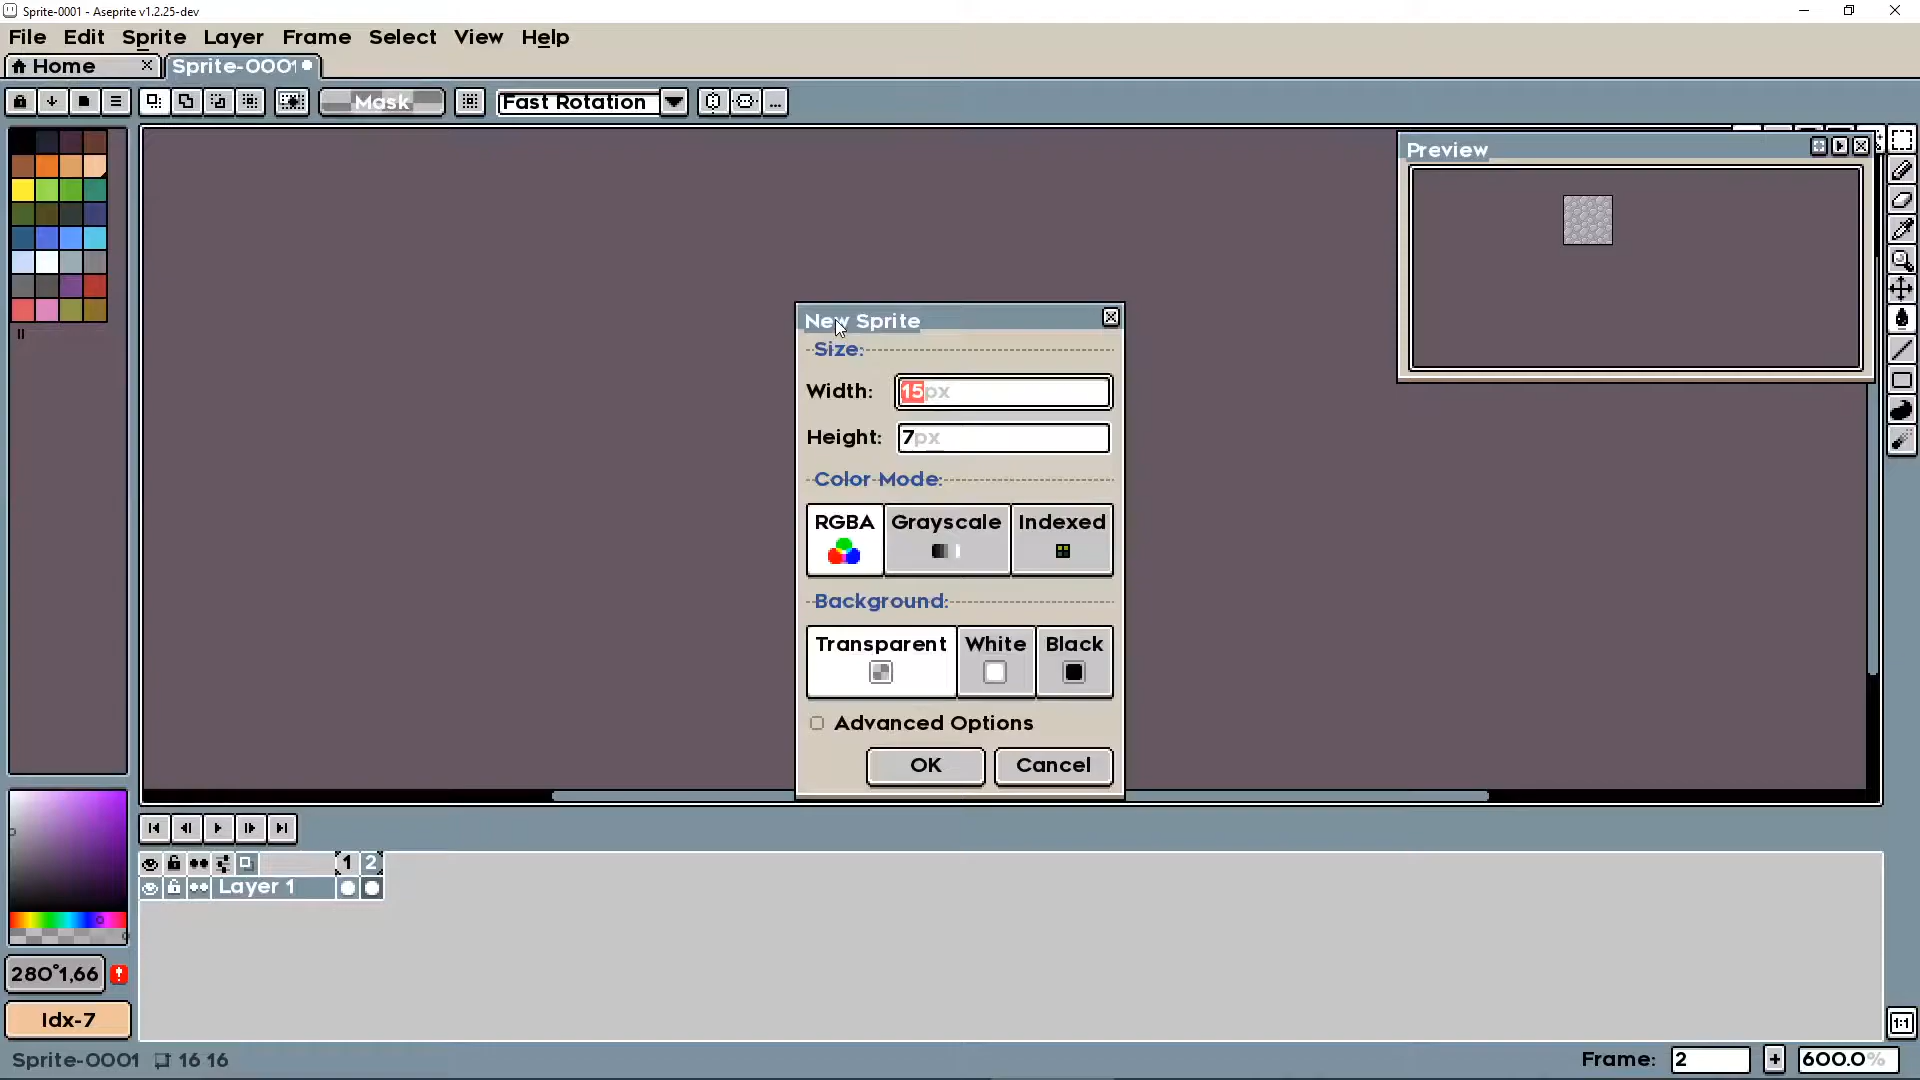 Sprite-0001 - Aseprite v1.2.25-dev
File Edit Sprite Layer Frame Select View Help
Home Sprite-0001
Mask Fast Rotation ...
Preview
New Sprite
Size:
Width: 15px
Height: 7px
Color Mode:
RGBA Grayscale Indexed
Background:
Transparent White Black
Advanced Options
OK Cancel
1 2
Layer 1
280°1,66 !
Idx-7
1:1
Sprite-0001 16 16 Frame: 2 + 600.0%